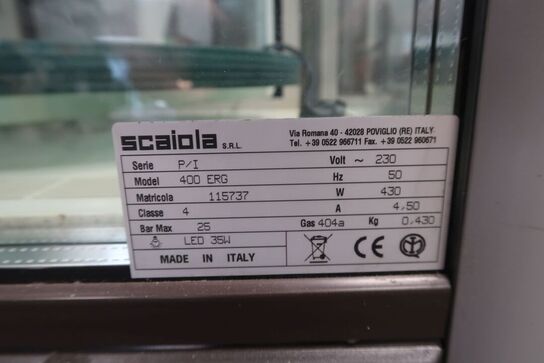 scaiola S.R.L.
Via Romana 40 - 42028 POVIGLIO (RE) ITALY
Tel. +39 0522 966711 Fax. +39 0522 960671
Serie P/I Volt ~ 230
Model 400 ERG Hz 50
Matricola 115737 W 430
Classe 4 A 4,50
Bar Max 25 Gas 404a Kg 0,430
LED 35W
MADE IN ITALY
CE